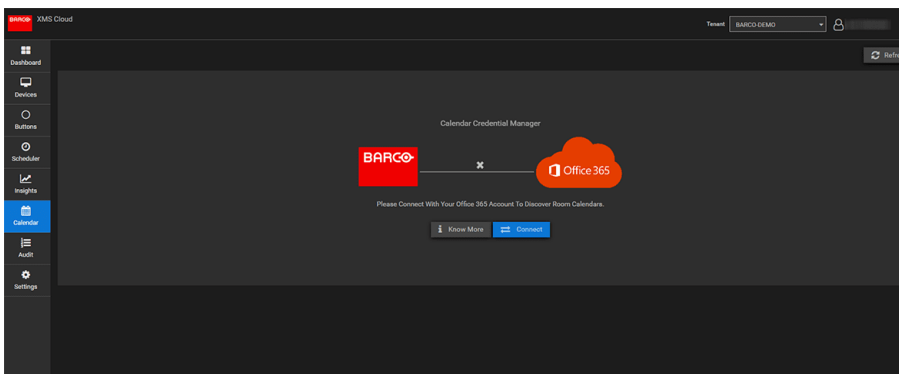 BARCO XMS Cloud
Tenant BARCO-DEMO
Dashboard
Devices
Buttons
Scheduler
Insights
Calendar
Audit
Settings
Refre
Calendar Credential Manager
BARCO
Office 365
Please Connect With Your Office 365 Account To Discover Room Calendars.
Know More
Connect